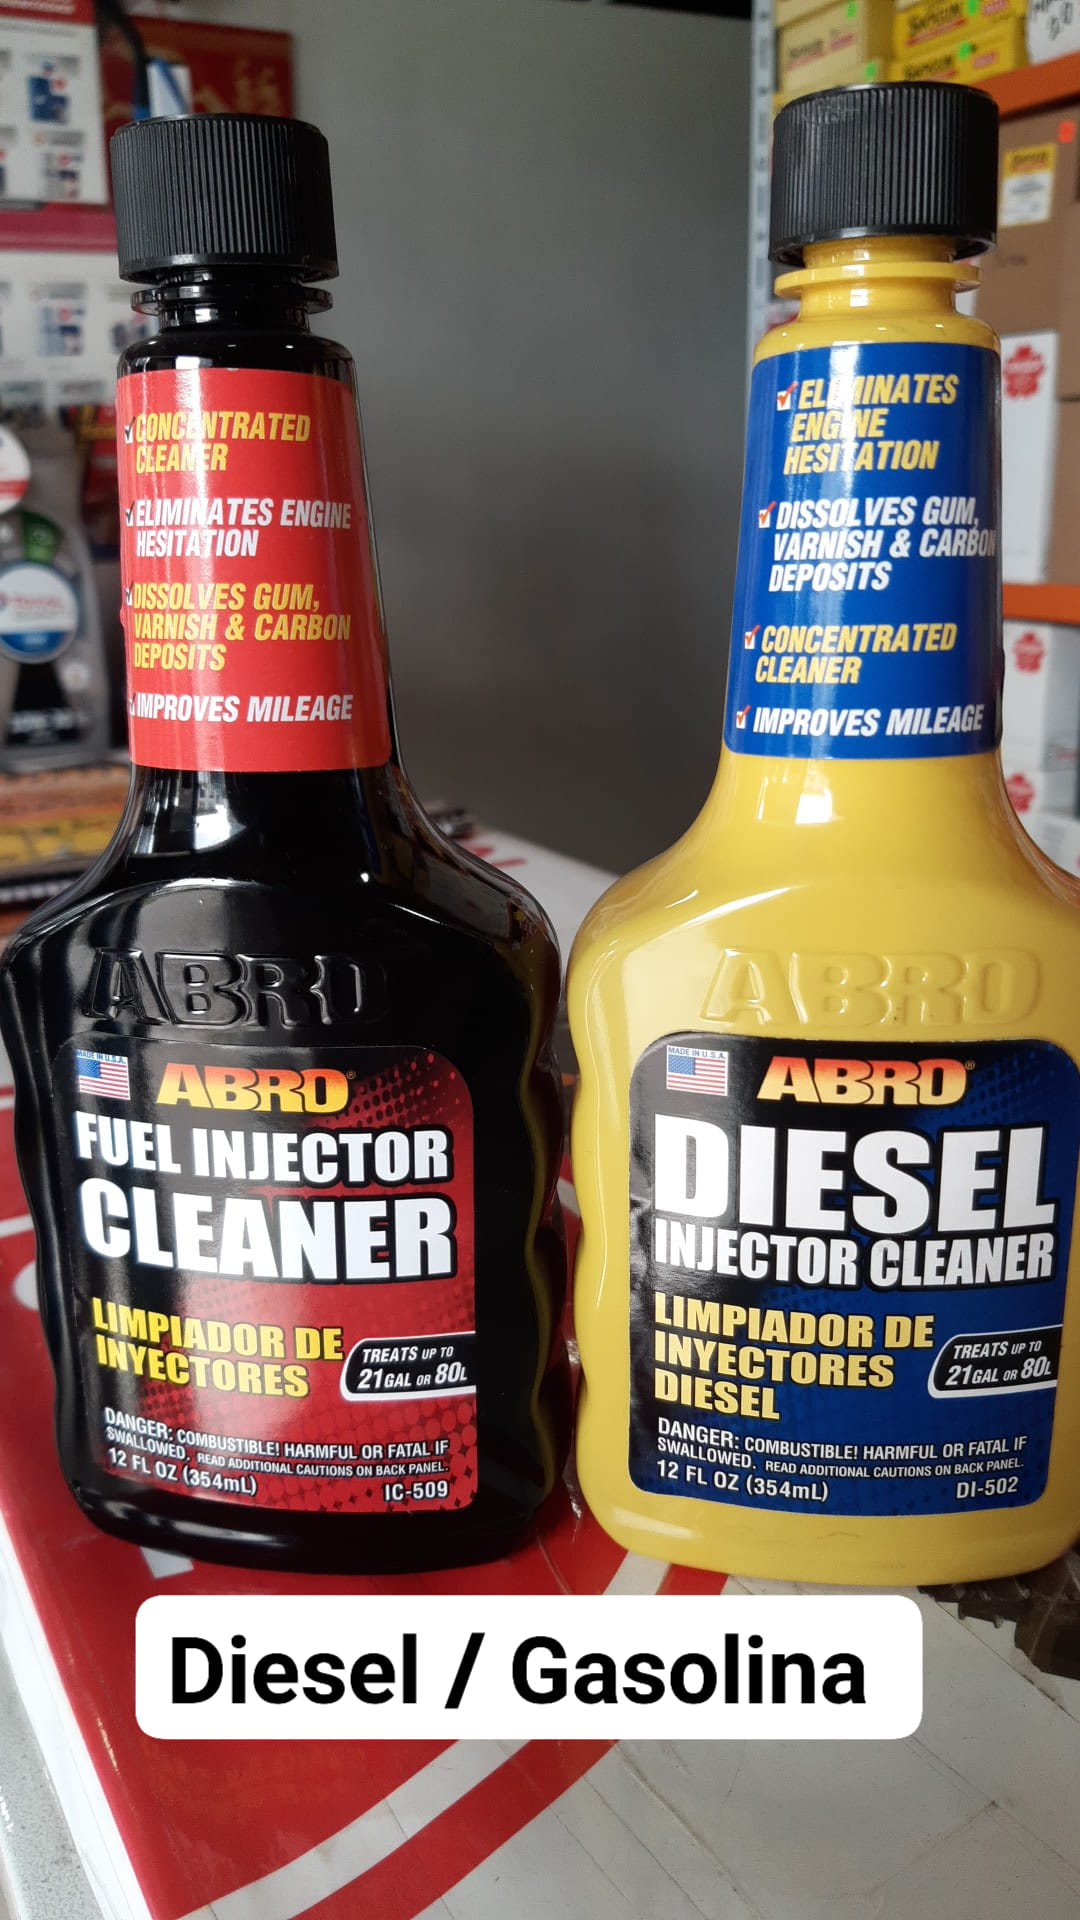 CONCENTRATED
CLEANER
ELIMINATES ENGINE
HESITATION
DISSOLVES GUM,
VARNISH & CARBON
DEPOSITS
IMPROVES MILEAGE
ABRO
MADE IN U.S.A.
ABRO®
FUEL INJECTOR
CLEANER
LIMPIADOR DE
INYECTORES
TREATS UP TO
21GAL OR 80L
DANGER: COMBUSTIBLE! HARMFUL OR FATAL IF
SWALLOWED. READ ADDITIONAL CAUTIONS ON BACK PANEL.
12 FL OZ (354mL)
IC-509
ELIMINATES
ENGINE
HESITATION
DISSOLVES GUM,
VARNISH & CARBON
DEPOSITS
CONCENTRATED
CLEANER
IMPROVES MILEAGE
ABRO
MADE IN U.S.A.
ABRO®
DIESEL
INJECTOR CLEANER
LIMPIADOR DE
INYECTORES
DIESEL
TREATS UP TO
21GAL OR 80L
DANGER: COMBUSTIBLE! HARMFUL OR FATAL IF
SWALLOWED. READ ADDITIONAL CAUTIONS ON BACK PANEL.
12 FL OZ (354mL)
DI-502
Diesel / Gasolina